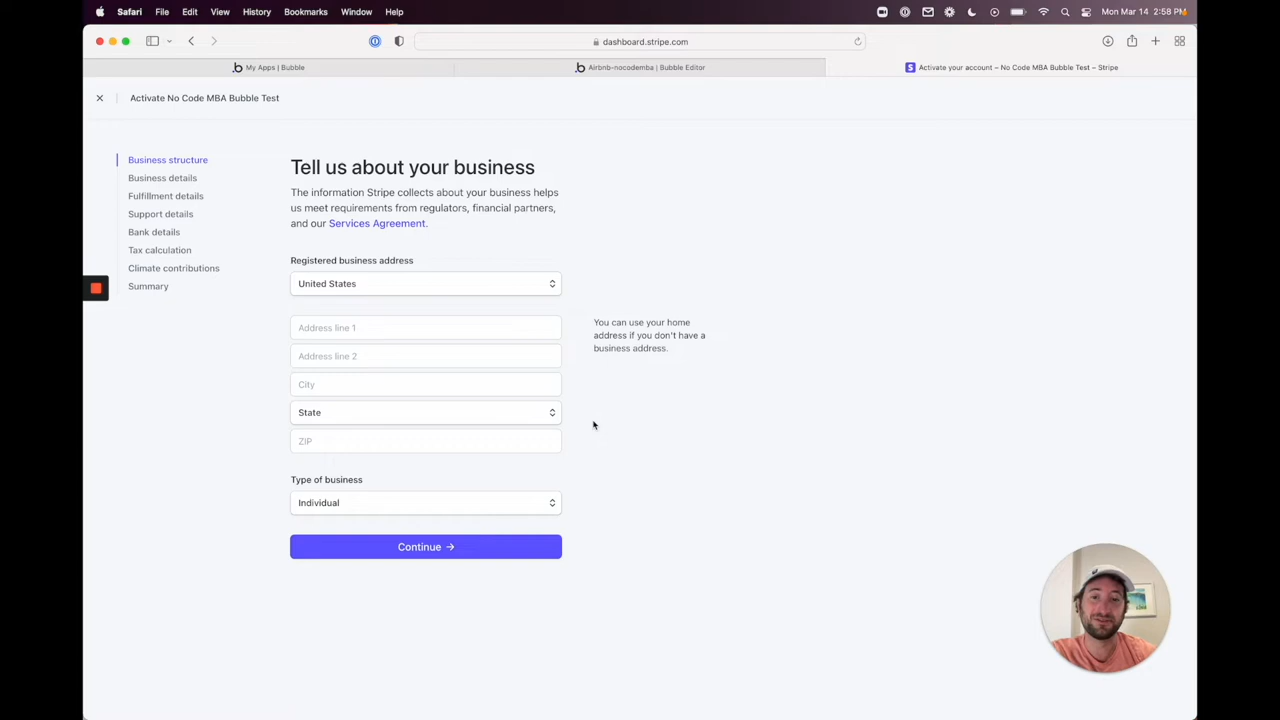 Safari File Edit View History Bookmarks Window Help Mon Mar 14 2:58 PM
dashboard.stripe.com
My Apps | Bubble
Airbnb-nocodemba | Bubble Editor
Activate your account – No Code MBA Bubble Test – Stripe
Activate No Code MBA Bubble Test
Business structure
Business details
Fulfillment details
Support details
Bank details
Tax calculation
Climate contributions
Summary
Tell us about your business
The information Stripe collects about your business helps
us meet requirements from regulators, financial partners,
and our Services Agreement.
Registered business address
United States
Address line 1
Address line 2
City
State
ZIP
You can use your home
address if you don't have a
business address.
Type of business
Individual
Continue →